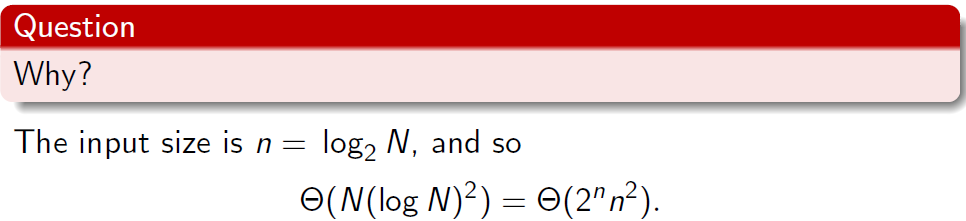 Question
Why?
The input size is n = log₂ N, and so
Θ(N(log N)²) = Θ(2ⁿn²).